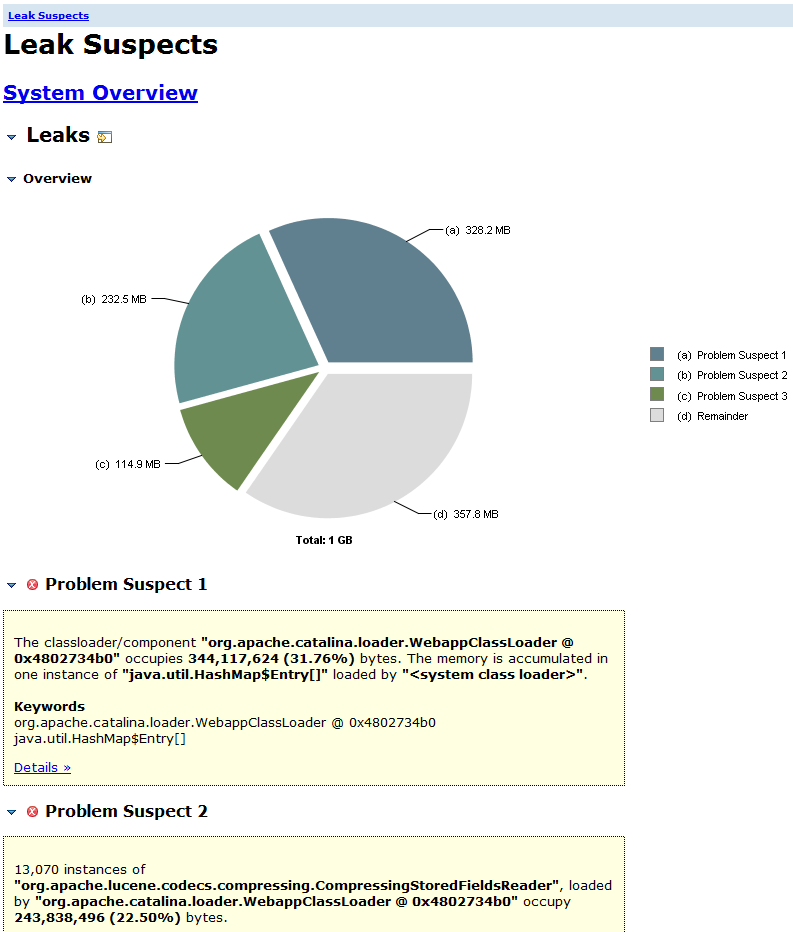 Leak Suspects
Leak Suspects
System Overview
Leaks
Overview
(a) 328.2 MB
(b) 232.5 MB
(a) Problem Suspect 1
(b) Problem Suspect 2
(c) Problem Suspect 3
(d) Remainder
(c) 114.9 MB
(d) 357.8 MB
Total: 1 GB
Problem Suspect 1
The classloader/component "org.apache.catalina.loader.WebappClassLoader @
0x4802734b0" occupies 344,117,624 (31.76%) bytes. The memory is accumulated in
one instance of "java.util.HashMap$Entry[]" loaded by "<system class loader>".
Keywords
org.apache.catalina.loader.WebappClassLoader @ 0x4802734b0
java.util.HashMap$Entry[]
Details »
Problem Suspect 2
13,070 instances of
"org.apache.lucene.codecs.compressing.CompressingStoredFieldsReader", loaded
by "org.apache.catalina.loader.WebappClassLoader @ 0x4802734b0" occupy
243,838,496 (22.50%) bytes.